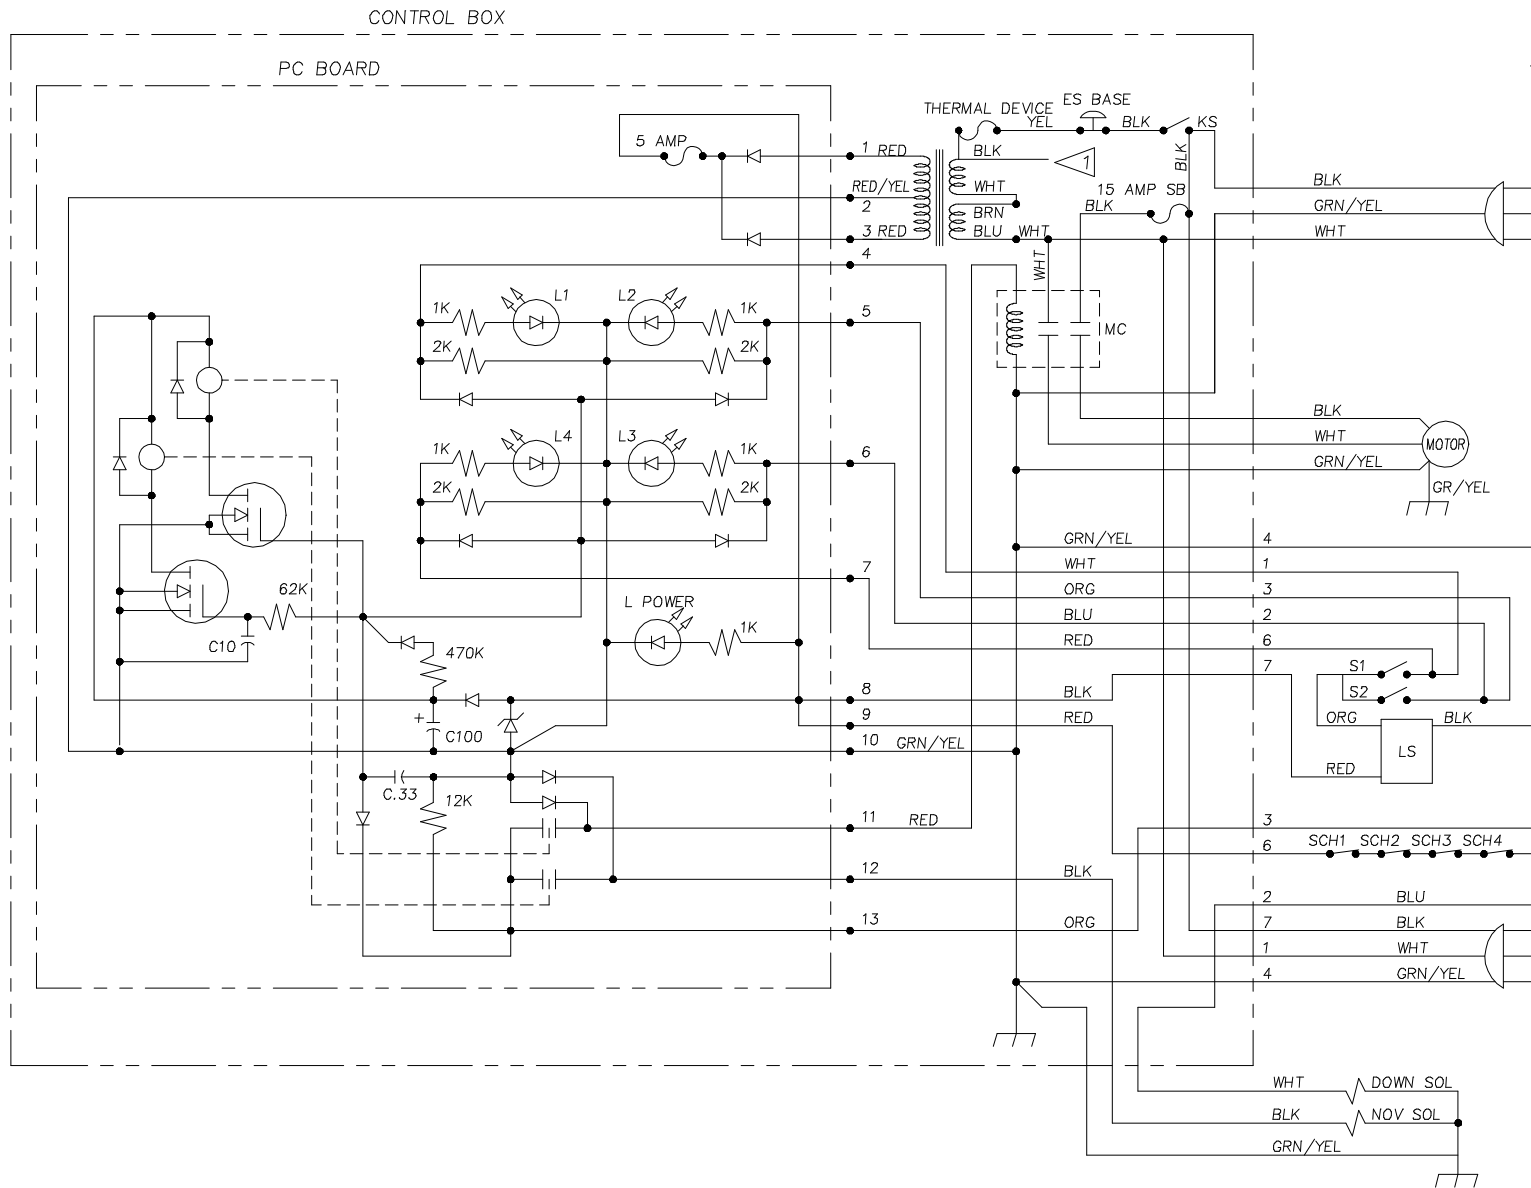 CONTROL BOX
PC BOARD
THERMAL DEVICE
ES BASE
YEL
BLK
KS
5 AMP
1 RED
BLK
1
BLK
RED/YEL
WHT
15 AMP SB
BLK
2
BRN
BLK
GRN/YEL
3 RED
BLU
WHT
WHT
4
WHT
1K
L1
L2
1K
5
MC
2K
2K
BLK
1K
L4
L3
1K
6
WHT
MOTOR
GRN/YEL
2K
2K
GR/YEL
GRN/YEL
4
7
WHT
1
62K
ORG
3
L POWER
BLU
2
C10
1K
RED
6
470K
7
S1
8
BLK
S2
+
C100
9
RED
ORG
BLK
10 GRN/YEL
LS
RED
C.33
12K
11
RED
3
6
SCH1 SCH2 SCH3 SCH4
12
BLK
2
BLU
13
ORG
7
BLK
1
WHT
4
GRN/YEL
WHT
DOWN SOL
BLK
NOV SOL
GRN/YEL